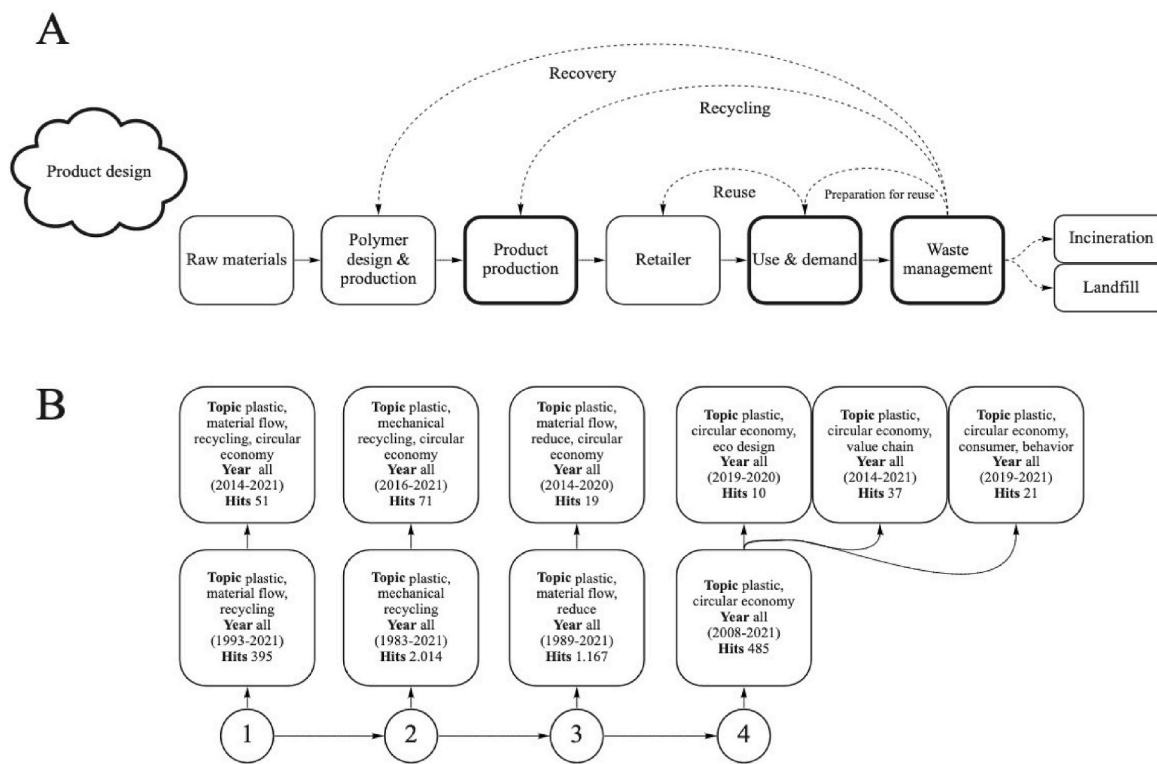 A
Recovery
Recycling
Product design
Reuse
Preparation for reuse
Raw materials
Polymer
design &
production
Product
production
Retailer
Use & demand
Waste
management
Incineration
Landfill
B
Topic plastic,
material flow,
recycling, circular
economy
Year all
(2014-2021)
Hits 51
Topic plastic,
mechanical
recycling, circular
economy
Year all
(2016-2021)
Hits 71
Topic plastic,
material flow,
reduce, circular
economy
Year all
(2014-2020)
Hits 19
Topic plastic,
circular economy,
eco design
Year all
(2019-2020)
Hits 10
Topic plastic,
circular economy,
value chain
Year all
(2014-2021)
Hits 37
Topic plastic,
circular economy,
consumer, behavior
Year all
(2019-2021)
Hits 21
Topic plastic,
material flow,
recycling
Year all
(1993-2021)
Hits 395
Topic plastic,
mechanical
recycling
Year all
(1983-2021)
Hits 2.014
Topic plastic,
material flow,
reduce
Year all
(1989-2021)
Hits 1.167
Topic plastic,
circular economy
Year all
(2008-2021)
Hits 485
1
2
3
4